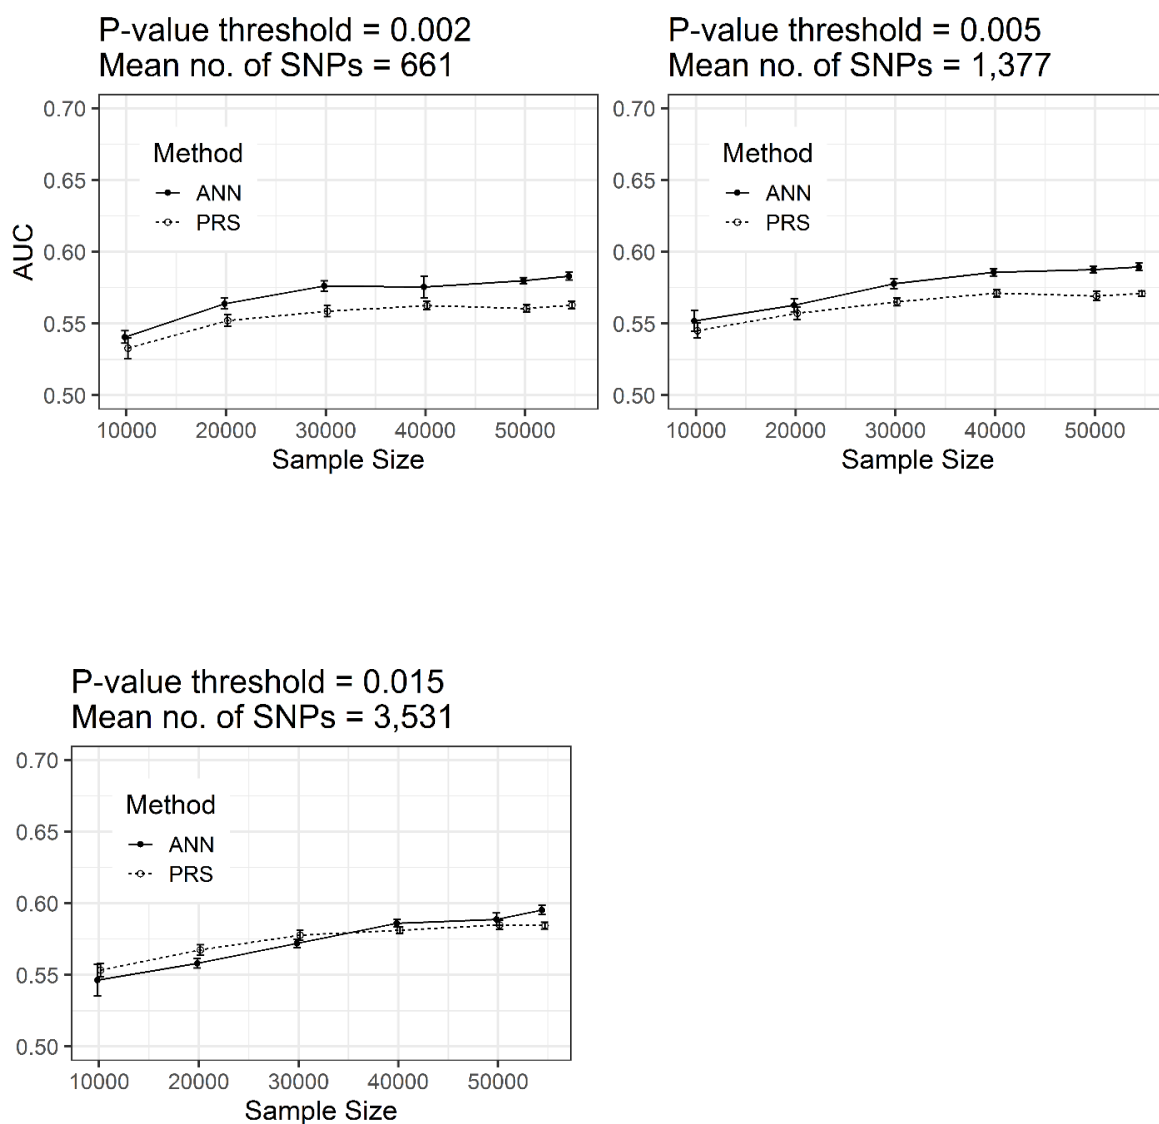 P-value threshold = 0.002
Mean no. of SNPs = 661
0.70
0.65
0.60
0.55
0.50
AUC
Method
ANN
PRS
10000 20000 30000 40000 50000
Sample Size
P-value threshold = 0.005
Mean no. of SNPs = 1,377
0.70
0.65
0.60
0.55
0.50
Method
ANN
PRS
10000 20000 30000 40000 50000
Sample Size
P-value threshold = 0.015
Mean no. of SNPs = 3,531
0.70
0.65
0.60
0.55
0.50
Method
ANN
PRS
10000 20000 30000 40000 50000
Sample Size